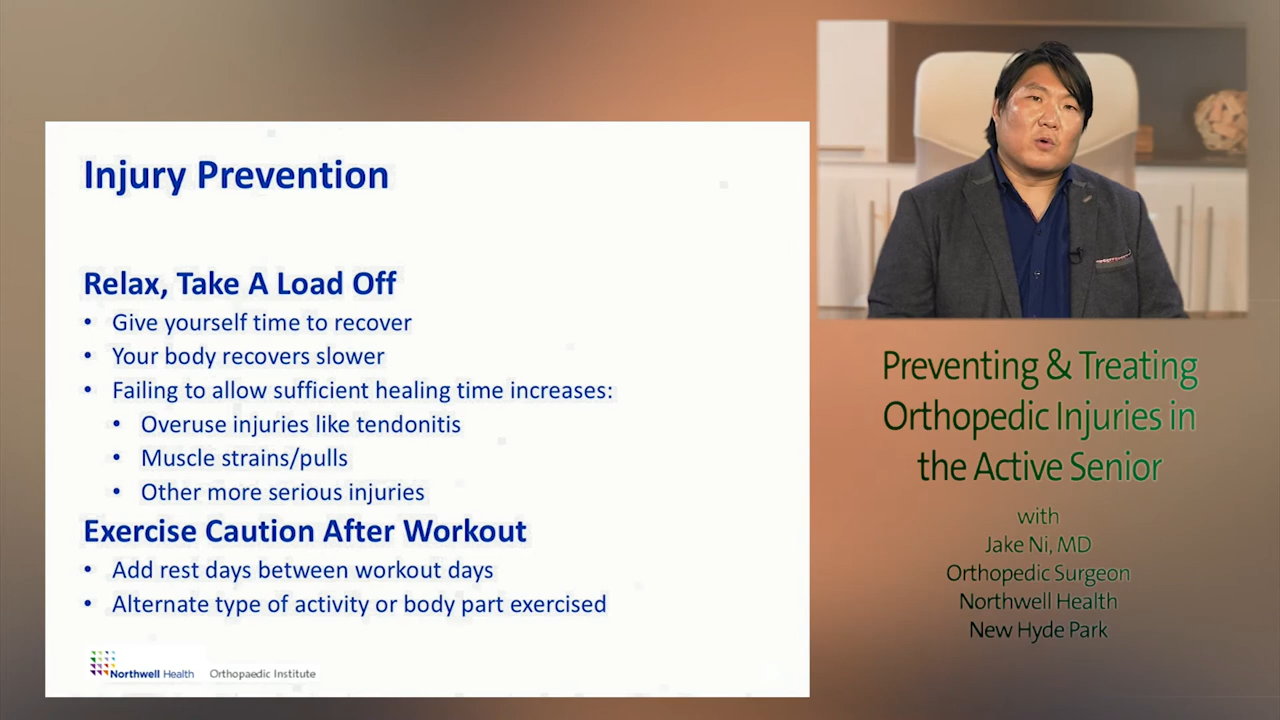 Injury Prevention
Relax, Take A Load Off
• Give yourself time to recover
• Your body recovers slower
• Failing to allow sufficient healing time increases:
• Overuse injuries like tendonitis
• Muscle strains/pulls
• Other more serious injuries
Exercise Caution After Workout
• Add rest days between workout days
• Alternate type of activity or body part exercised
Northwell Health Orthopaedic Institute
Preventing & Treating
Orthopedic Injuries in
the Active Senior
with
Jake Ni, MD
Orthopedic Surgeon
Northwell Health
New Hyde Park